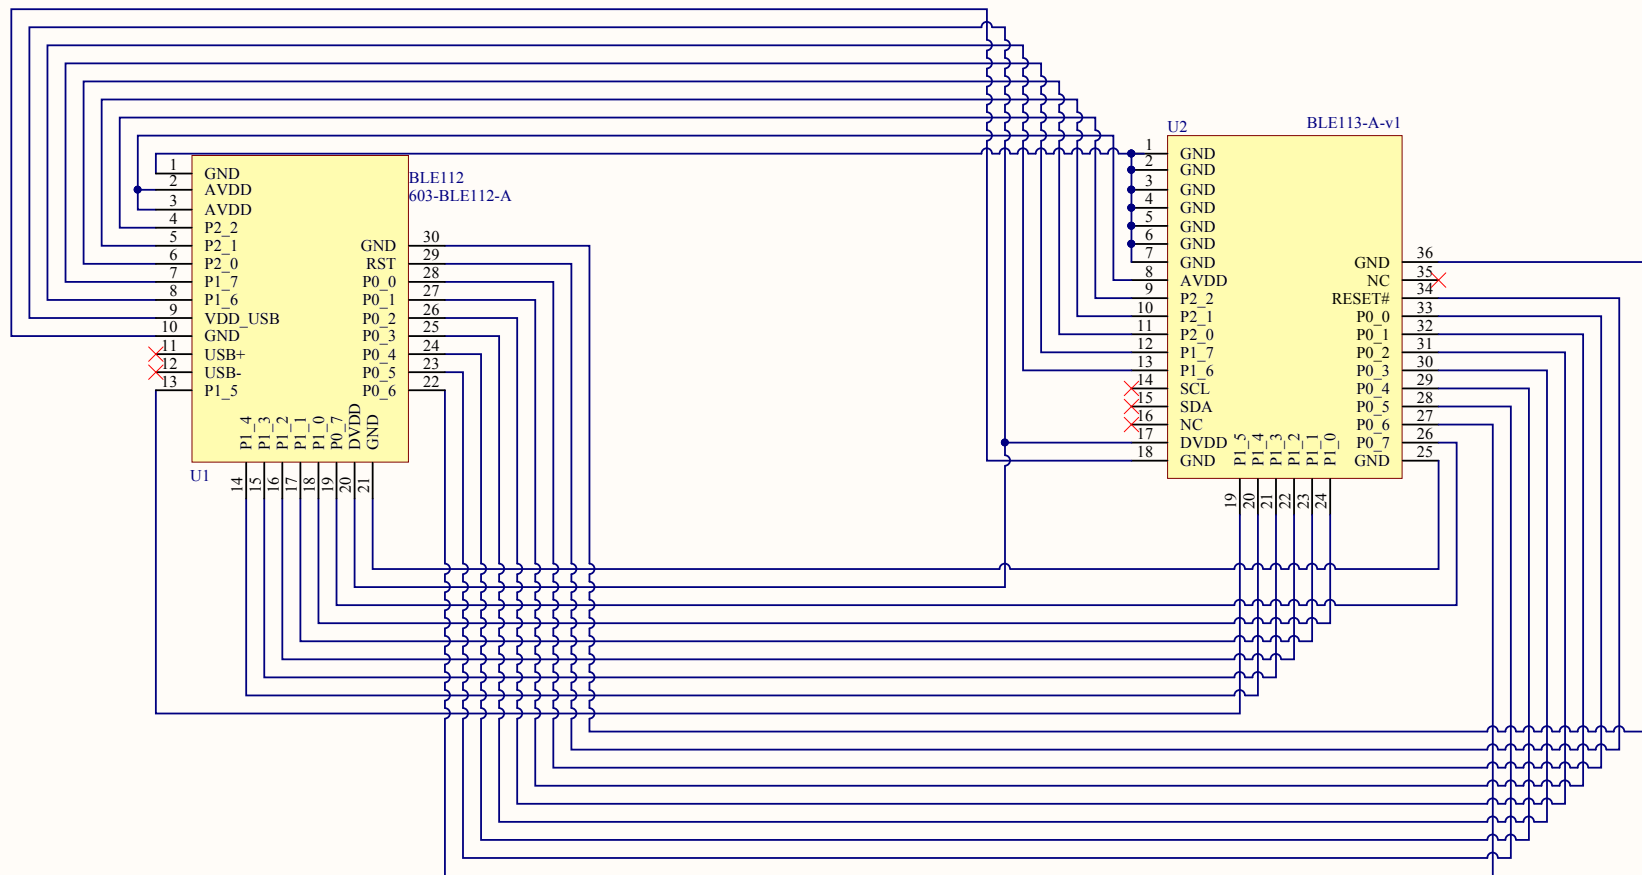 U2
BLE113-A-v1
BLE112
603-BLE112-A
1 GND
2 AVDD
3 AVDD
4 P2_2
5 P2_1
6 P2_0
7 P1_7
8 P1_6
9 VDD_USB
10 GND
11 USB+
12 USB-
13 P1_5
GND 30
RST 29
P0_0 28
P0_1 27
P0_2 26
P0_3 25
P0_4 24
P0_5 23
P0_6 22
P1_4 14
P1_3 15
P1_2 16
P1_1 17
P1_0 18
P0_7 19
DVDD 20
GND 21
U1
1 GND
2 GND
3 GND
4 GND
5 GND
6 GND
7 GND
8 AVDD
9 P2_2
10 P2_1
11 P2_0
12 P1_7
13 P1_6
14 SCL
15 SDA
16 NC
17 DVDD
18 GND
GND 36
NC 35
RESET# 34
P0_0 33
P0_1 32
P0_2 31
P0_3 30
P0_4 29
P0_5 28
P0_6 27
P0_7 26
GND 25
P1_5 19
P1_4 20
P1_3 21
P1_2 22
P1_1 23
P1_0 24